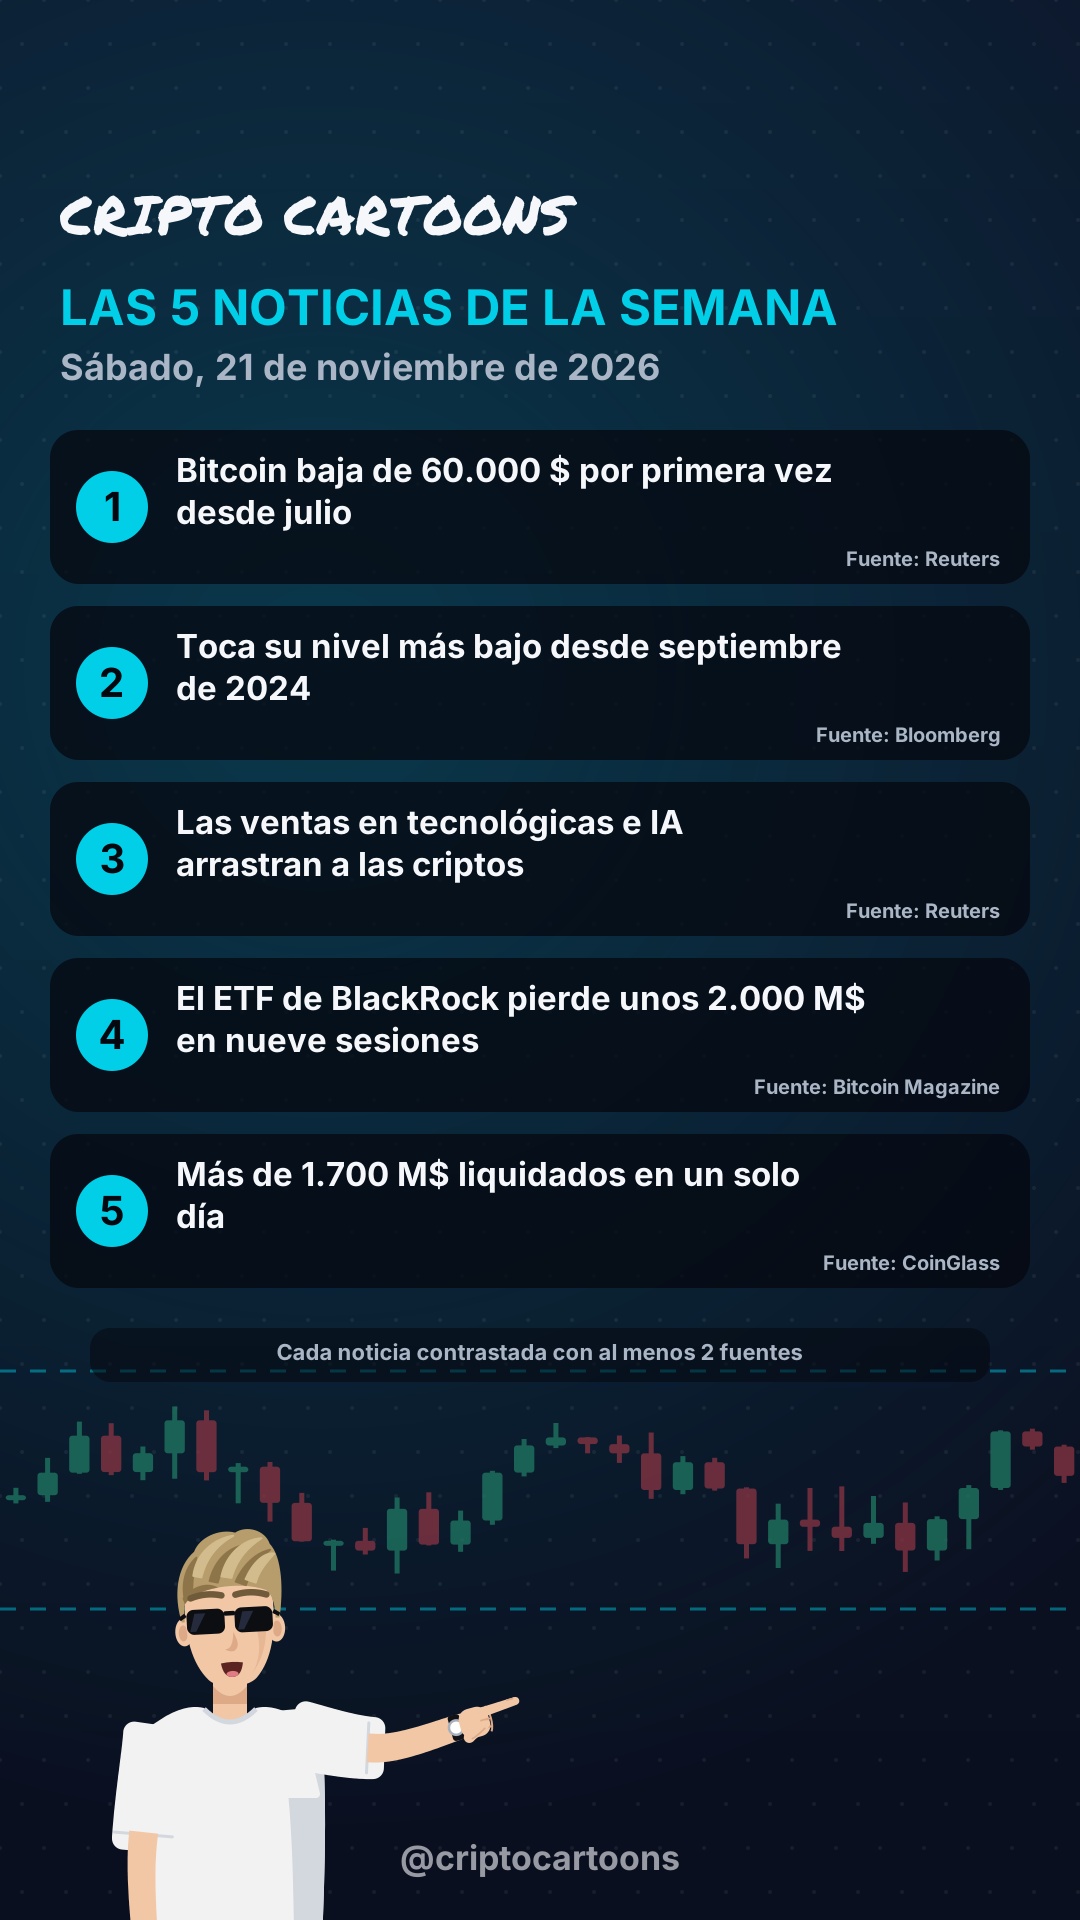 CRIPTO CARTOONS
LAS 5 NOTICIAS DE LA SEMANA
Sábado, 21 de noviembre de 2026
1
Bitcoin baja de 60.000 $ por primera vez
desde julio
Fuente: Reuters
2
Toca su nivel más bajo desde septiembre
de 2024
Fuente: Bloomberg
3
Las ventas en tecnológicas e IA
arrastran a las criptos
Fuente: Reuters
4
El ETF de BlackRock pierde unos 2.000 M$
en nueve sesiones
Fuente: Bitcoin Magazine
5
Más de 1.700 M$ liquidados en un solo
día
Fuente: CoinGlass
Cada noticia contrastada con al menos 2 fuentes
@criptocartoons